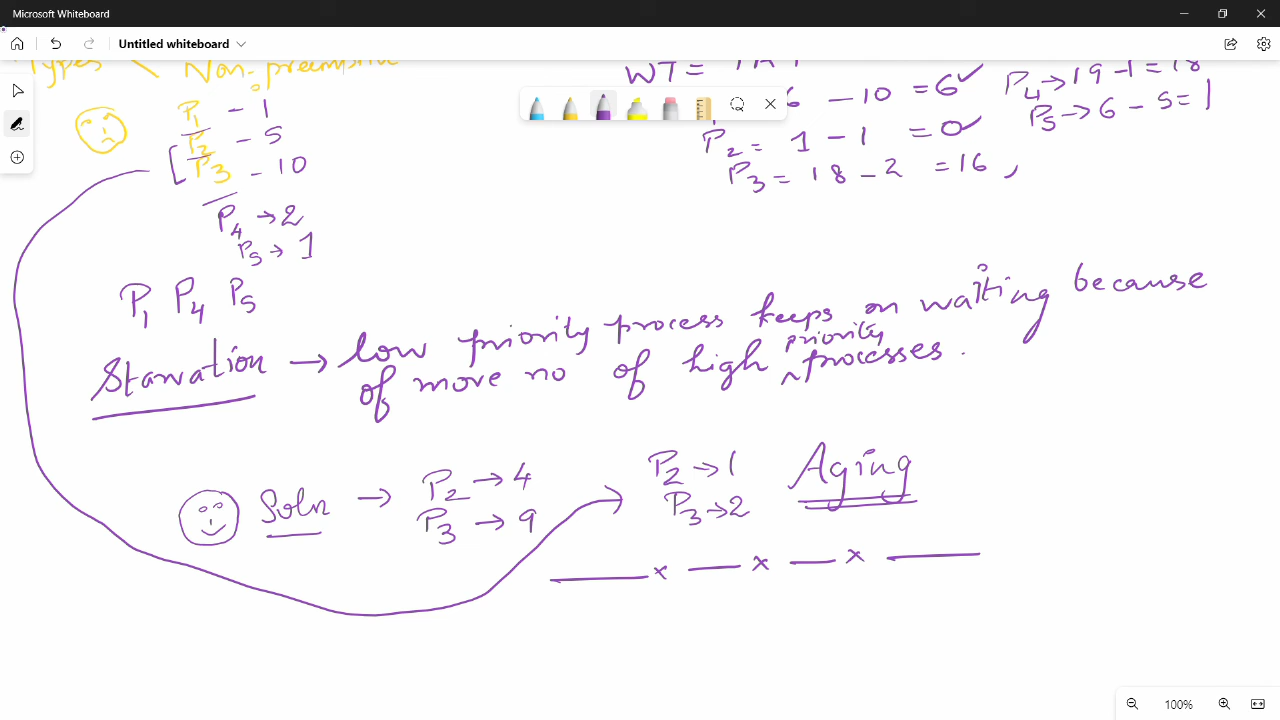 Microsoft Whiteboard
Untitled whiteboard
Types Non-preemptive
P1 - 1
P2 - 5
P3 - 10
P4 → 2
P5 → 1
WT =
- 10 = 6 ✓
P2 = 1 - 1 = 0 ✓
P3 = 18 - 2 = 16,
P4 → 19 - 1 = 18
P5 → 6 - 5 = 1
P1 P4 P5
Starvation → low priority process keeps on waiting because
of more no of high priority processes.
Soln → P2 → 4
P3 → 9
P2 → 1
P3 → 2
Aging
x x x
100%